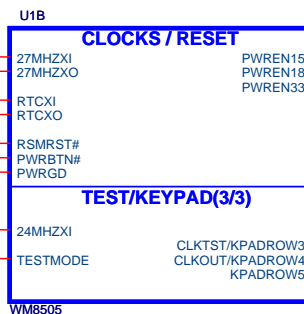 U1B
CLOCKS / RESET
27MHZXI PWREN15
27MHZXO PWREN18
PWREN33
RTCXI
RTCXO
RSMRST#
PWRBTN#
PWRGD
TEST/KEYPAD(3/3)
24MHZXI
CLKTST/KPADROW3
TESTMODE CLKOUT/KPADROW4
KPADROW5
WM8505